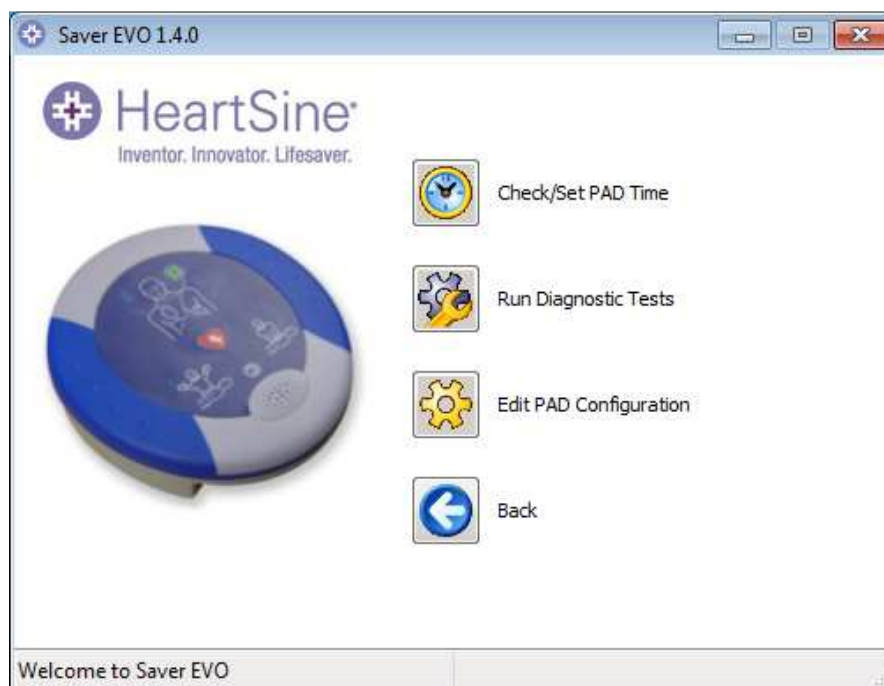 Saver EVO 1.4.0
HeartSine®
Inventor. Innovator. Lifesaver.
Check/Set PAD Time
Run Diagnostic Tests
Edit PAD Configuration
Back
Welcome to Saver EVO